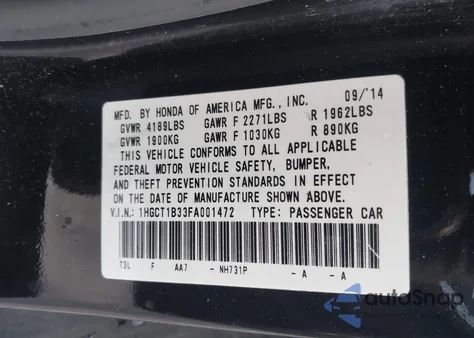 MFD. BY HONDA OF AMERICA MFG., INC. 09/'14
GVWR 4189LBS GAWR F 2271LBS R 1962LBS
GVWR 1900KG GAWR F 1030KG R 890KG
THIS VEHICLE CONFORMS TO ALL APPLICABLE
FEDERAL MOTOR VEHICLE SAFETY, BUMPER,
AND THEFT PREVENTION STANDARDS IN EFFECT
ON THE DATE OF MANUFACTURE SHOWN ABOVE.
V.I.N.: 1HGCT1B33FA001472 TYPE: PASSENGER CAR
T3L F AA7 - NH731P - A - A
autoSnap